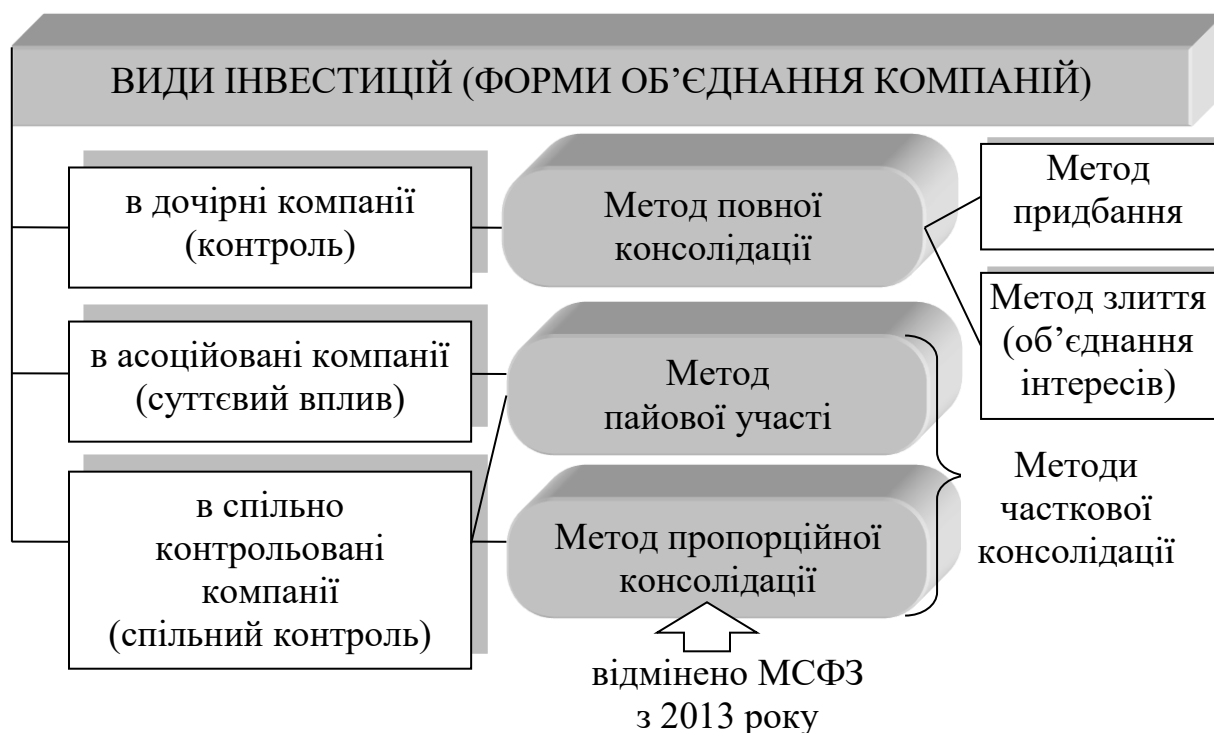 ВИДИ ІНВЕСТИЦІЙ (ФОРМИ ОБ’ЄДНАННЯ КОМПАНІЙ)
в дочірні компанії
(контроль)
Метод повної
консолідації
Метод
придбання
Метод злиття
(об’єднання
інтересів)
в асоційовані компанії
(суттєвий вплив)
Метод
пайової участі
в спільно
контрольовані
компанії
(спільний контроль)
Метод пропорційної
консолідації
Методи
часткової
консолідації
відмінено МСФЗ
з 2013 року